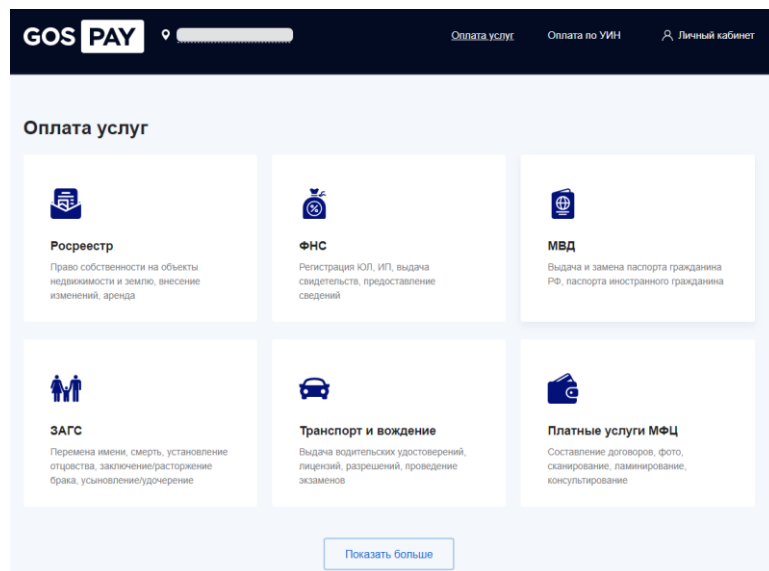 GOS PAY
Оплата услуг
Оплата по УИН
Личный кабинет
Оплата услуг
Росреестр
Право собственности на объекты
недвижимости и землю, внесение
изменений, аренда
ФНС
Регистрация ЮЛ, ИП, выдача
свидетельств, предоставление
сведений
МВД
Выдача и замена паспорта гражданина
РФ, паспорта иностранного гражданина
ЗАГС
Перемена имени, смерть, установление
отцовства, заключение/расторжение
брака, усыновление/удочерение
Транспорт и вождение
Выдача водительских удостоверений,
лицензий, разрешений, проведение
экзаменов
Платные услуги МФЦ
Составление договоров, фото,
сканирование, ламинирование,
консультирование
Показать больше